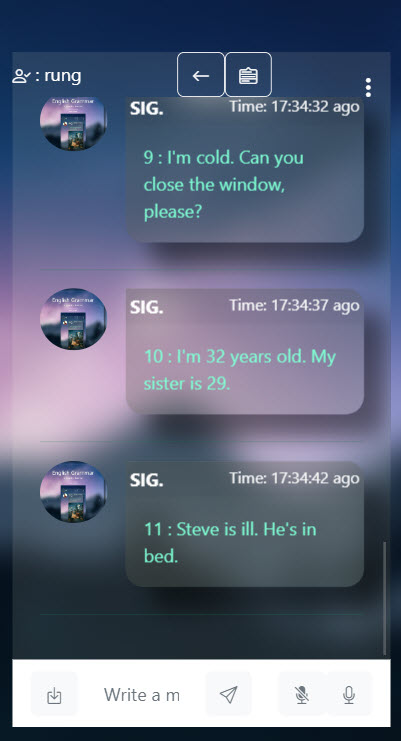 : rung
English Grammar
SIG. Time: 17:34:32 ago
9 : I'm cold. Can you
close the window,
please?
English Grammar
SIG. Time: 17:34:37 ago
10 : I'm 32 years old. My
sister is 29.
English Grammar
SIG. Time: 17:34:42 ago
11 : Steve is ill. He's in
bed.
Write a m